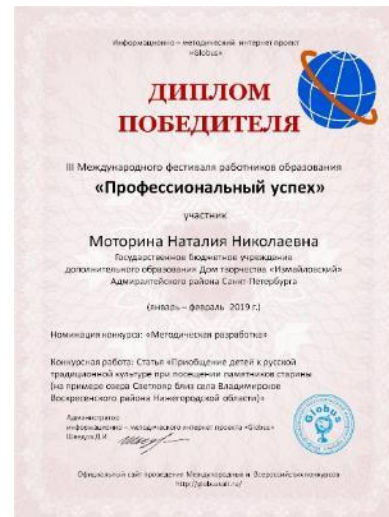 Информационно – методический интернет проект
«Globus»
ДИПЛОМ
ПОБЕДИТЕЛЯ
III Международного фестиваля работников образования
«Профессиональный успех»
участник
Моторина Наталия Николаевна
Государственное бюджетное учреждение
дополнительного образования Дом творчества «Измайловский»
Адмиралтейского района Санкт-Петербурга
(январь – февраль 2019 г.)
Номинация конкурса: «Методическая разработка»
Конкурсная работа: Статья «Приобщение детей к русской
традиционной культуре при посещении памятников старины
(на примере озера Светлояр близ села Владимирское
Воскресенского района Нижегородской области)»
Администратор
информационно – методического интернет проекта «Globus»
Globus
Официальный сайт проведения Международных и Всероссийских конкурсов